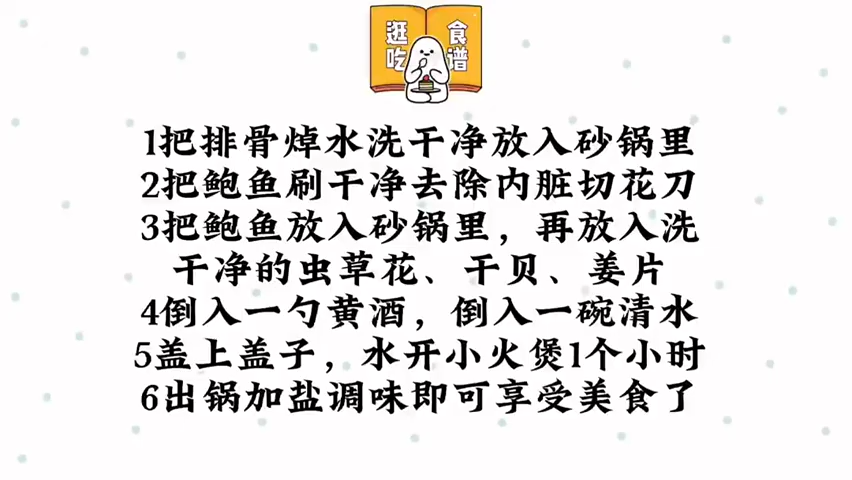 逛吃
食谱
1把排骨焯水洗干净放入砂锅里
2把鲍鱼刷干净去除内脏切花刀
3把鲍鱼放入砂锅里，再放入洗
干净的虫草花、干贝、姜片
4倒入一勺黄酒，倒入一碗清水
5盖上盖子，水开小火煲1个小时
6出锅加盐调味即可享受美食了